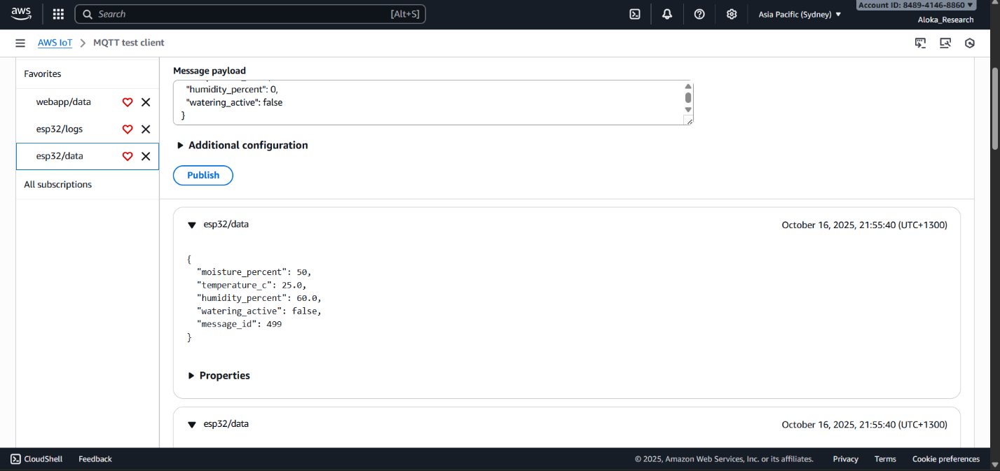 aws
Search
[Alt+S]
Asia Pacific (Sydney)
Account ID: 8489-4146-8860
Aloka_Research
AWS IoT
MQTT test client
Favorites
webapp/data
esp32/logs
esp32/data
All subscriptions
Message payload
"humidity_percent": 0,
"watering_active": false
}
Additional configuration
Publish
esp32/data
October 16, 2025, 21:55:40 (UTC+1300)
{
"moisture_percent": 50,
"temperature_c": 25.0,
"humidity_percent": 60.0,
"watering_active": false,
"message_id": 499
}
Properties
esp32/data
October 16, 2025, 21:55:40 (UTC+1300)
CloudShell
Feedback
© 2025, Amazon Web Services, Inc. or its affiliates.
Privacy
Terms
Cookie preferences